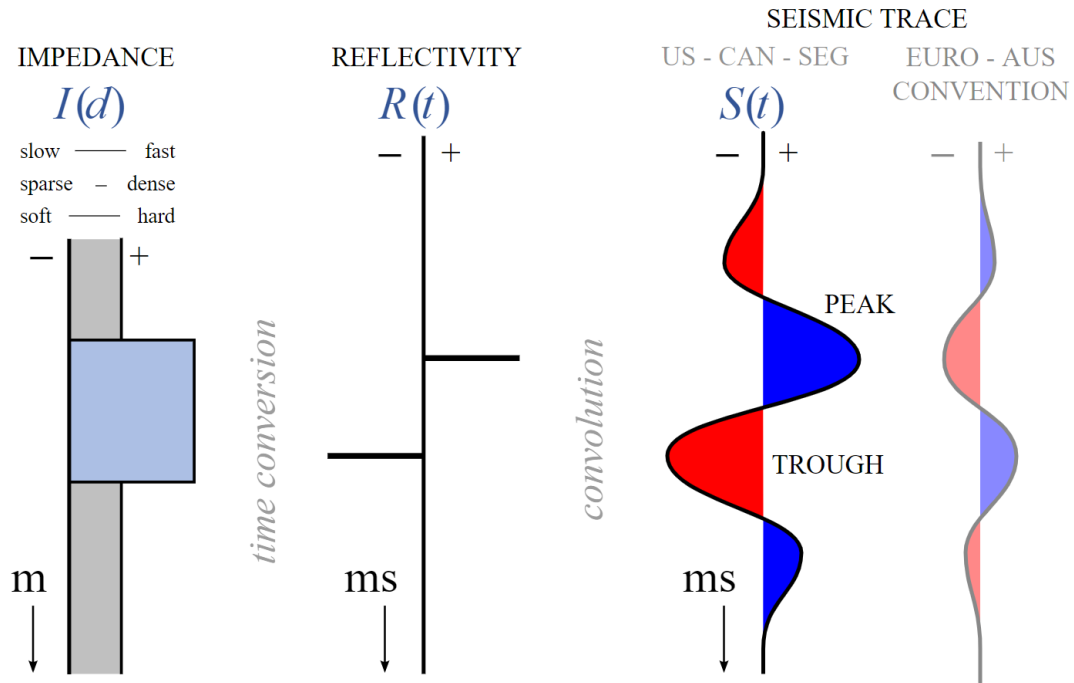 SEISMIC TRACE
IMPEDANCE
REFLECTIVITY
US - CAN - SEG
EURO - AUS
CONVENTION
I(d)
R(t)
S(t)
slow fast
sparse – dense
soft hard
– +
– +
– +
– +
PEAK
TROUGH
time conversion
convolution
m
ms
ms